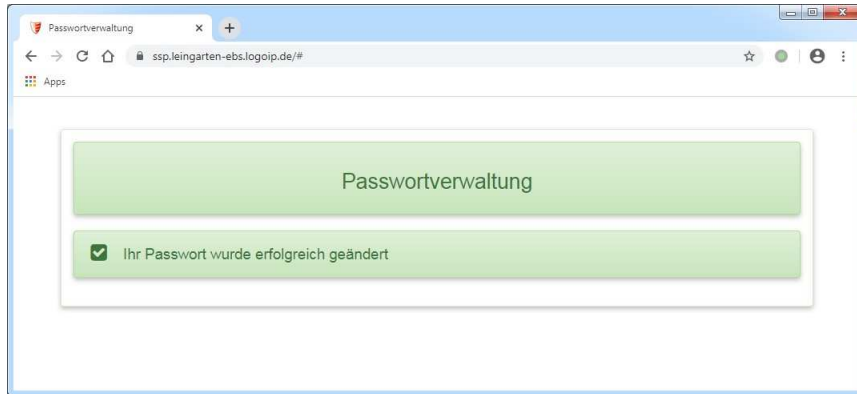 Passwortverwaltung
ssp.leingarten-ebs.logoip.de/#
Apps
Passwortverwaltung
Ihr Passwort wurde erfolgreich geändert